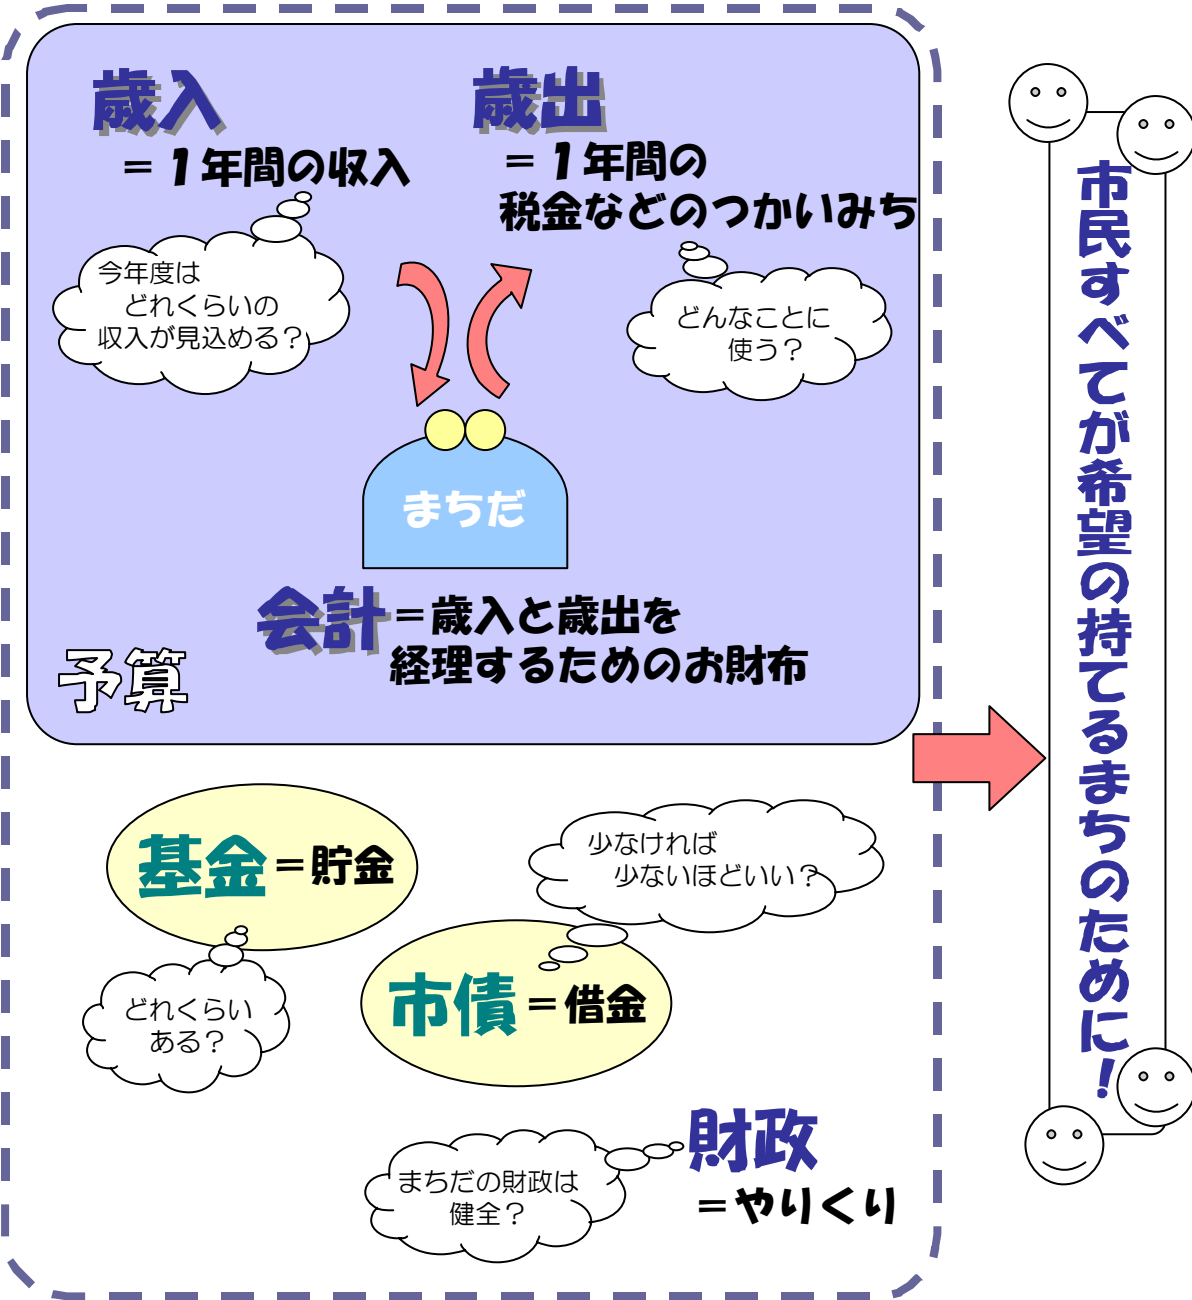 歳入
＝１年間の収入
今年度は
どれくらいの
収入が見込める？
歳出
＝１年間の
税金などのつかいみち
どんなことに
使う？
まちだ
会計＝歳入と歳出を
経理するためのお財布
予算
基金＝貯金
どれくらい
ある？
少なければ
少ないほどいい？
市債＝借金
財政
＝やりくり
まちだの財政は
健全？
市民すべてが希望の持てるまちのために！